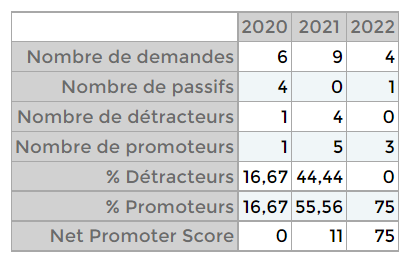 2020 2021 2022
Nombre de demandes 6 9 4
Nombre de passifs 4 0 1
Nombre de détracteurs 1 4 0
Nombre de promoteurs 1 5 3
% Détracteurs 16,67 44,44 0
% Promoteurs 16,67 55,56 75
Net Promoter Score 0 11 75